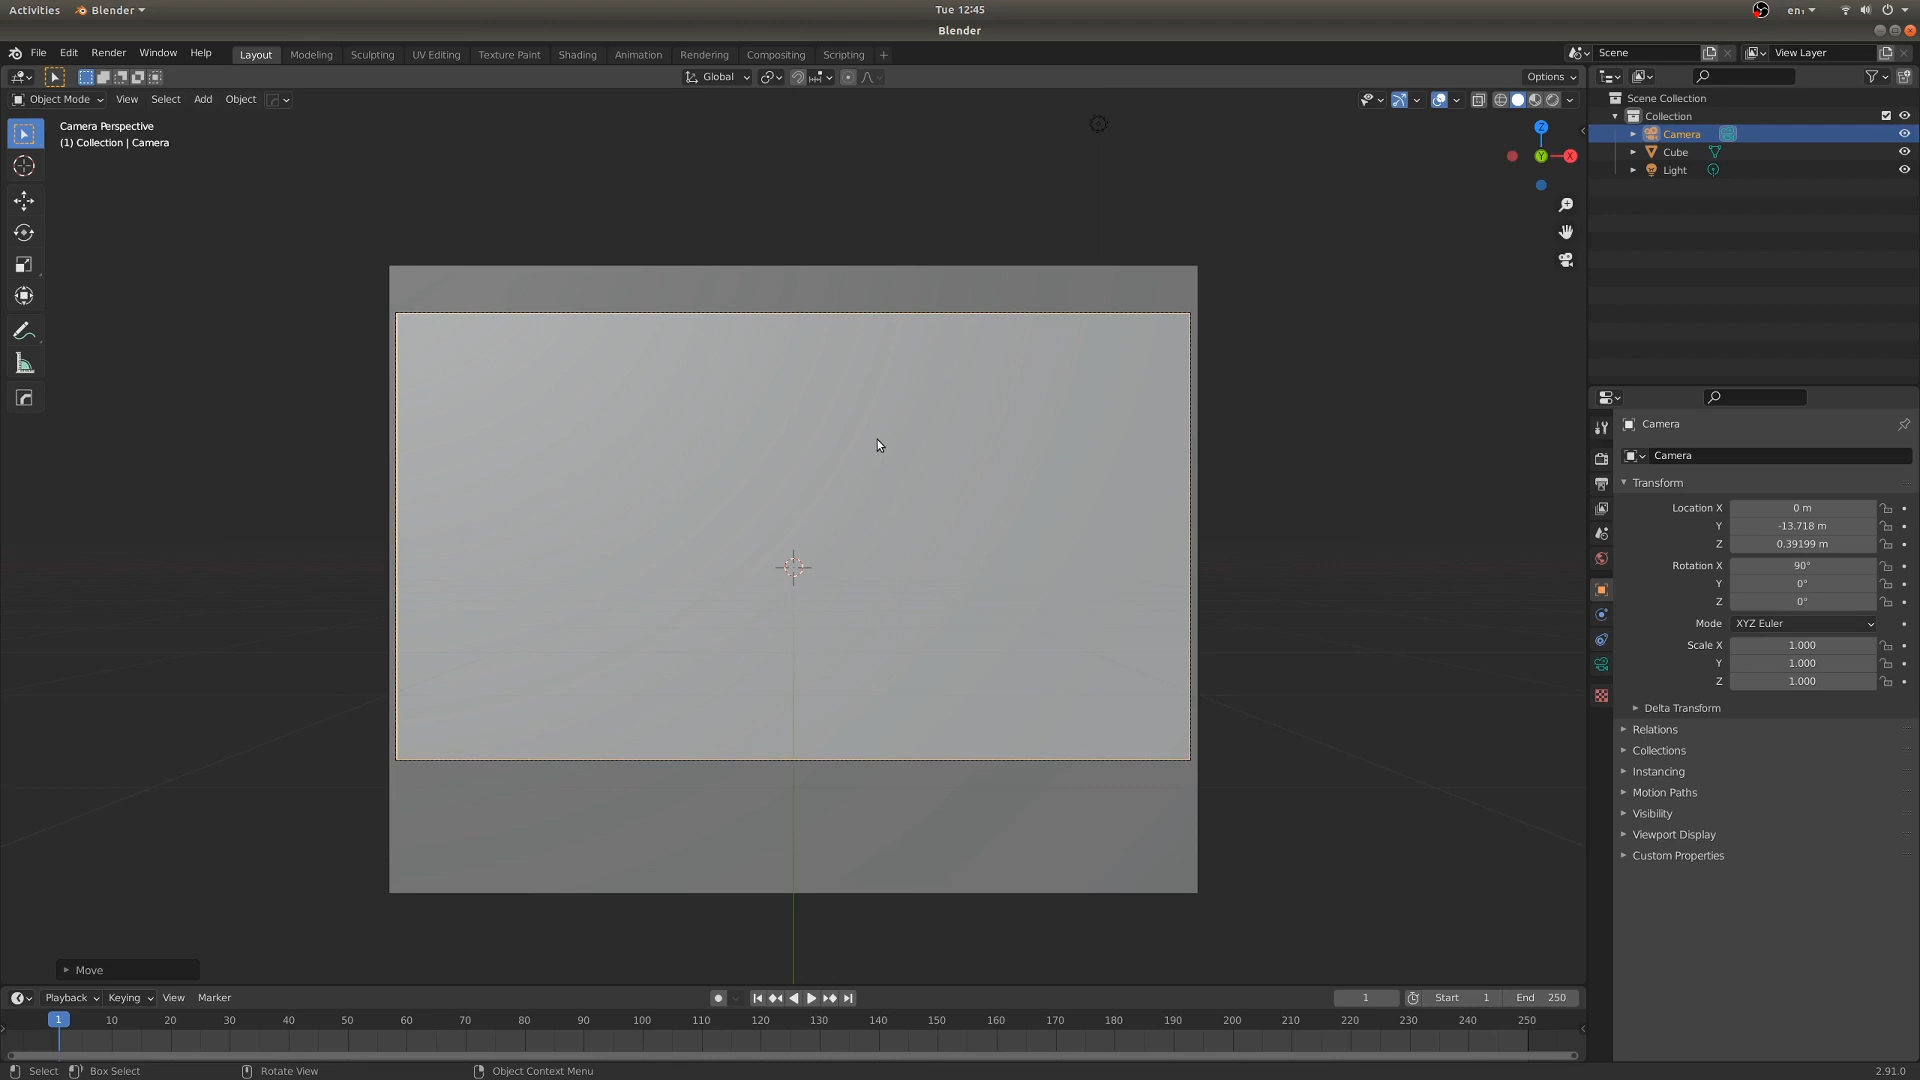 Activities Blender Tue 12:45 en₁
Blender
File Edit Render Window Help Layout Modeling Sculpting UV Editing Texture Paint Shading Animation Rendering Compositing Scripting + Scene View Layer
Global Options
Object Mode View Select Add Object
Camera Perspective
(1) Collection | Camera
Z
Y X
Scene Collection
Collection
Camera
Cube
Light
Camera
Camera
Transform
Location X 0 m
Y -13.718 m
Z 0.39199 m
Rotation X 90°
Y 0°
Z 0°
Mode XYZ Euler
Scale X 1.000
Y 1.000
Z 1.000
Delta Transform
Relations
Collections
Instancing
Motion Paths
Visibility
Viewport Display
Custom Properties
Move
Playback Keying View Marker 1 Start 1 End 250
1 10 20 30 40 50 60 70 80 90 100 110 120 130 140 150 160 170 180 190 200 210 220 230 240 250
Select Box Select Rotate View Object Context Menu 2.91.0